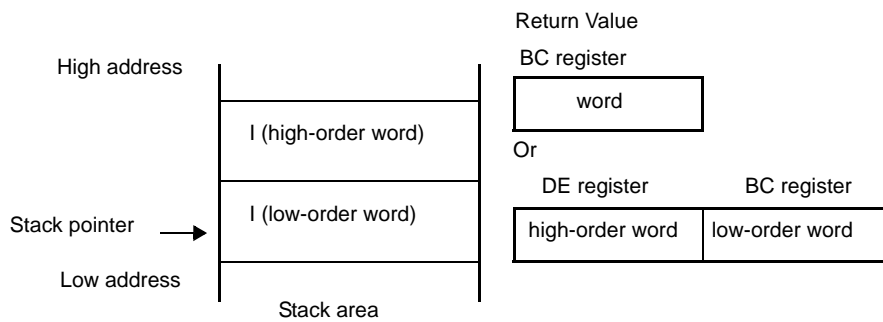 Return Value
High address
BC register
word
I (high-order word)
Or
DE register
BC register
I (low-order word)
Stack pointer
high-order word
low-order word
Low address
Stack area